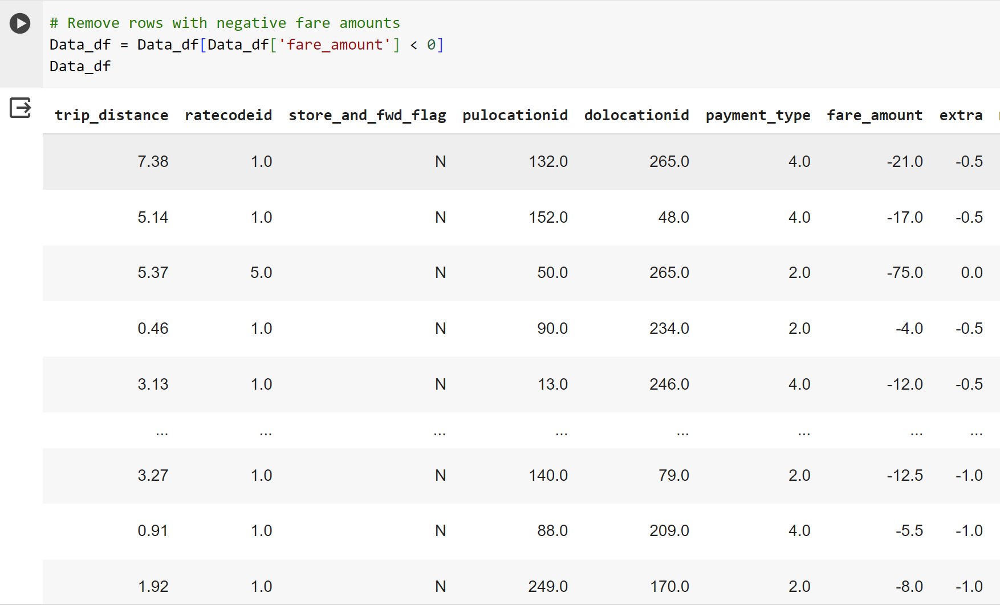 # Remove rows with negative fare amounts
Data_df = Data_df[Data_df['fare_amount'] < 0]
Data_df
trip_distance ratecodeid store_and_fwd_flag pulocationid dolocationid payment_type fare_amount extra
7.38 1.0 N 132.0 265.0 4.0 -21.0 -0.5
5.14 1.0 N 152.0 48.0 4.0 -17.0 -0.5
5.37 5.0 N 50.0 265.0 2.0 -75.0 0.0
0.46 1.0 N 90.0 234.0 2.0 -4.0 -0.5
3.13 1.0 N 13.0 246.0 4.0 -12.0 -0.5
... ... ... ... ... ... ... ...
3.27 1.0 N 140.0 79.0 2.0 -12.5 -1.0
0.91 1.0 N 88.0 209.0 4.0 -5.5 -1.0
1.92 1.0 N 249.0 170.0 2.0 -8.0 -1.0